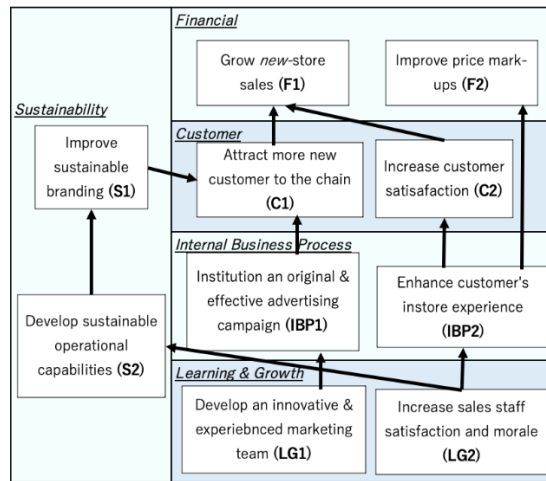 Financial
Grow new-store
sales (F1)
Improve price mark-
ups (F2)
Sustainability
Improve
sustainable
branding (S1)
Customer
Attract more new
customer to the chain
(C1)
Increase customer
satisafaction (C2)
Internal Business Process
Institution an original &
effective advertising
campaign (IBP1)
Enhance customer's
instore experience
(IBP2)
Develop sustainable
operational
capabilities (S2)
Learning & Growth
Develop an innovative &
experiebnced marketing
team (LG1)
Increase sales staff
satisfaction and morale
(LG2)